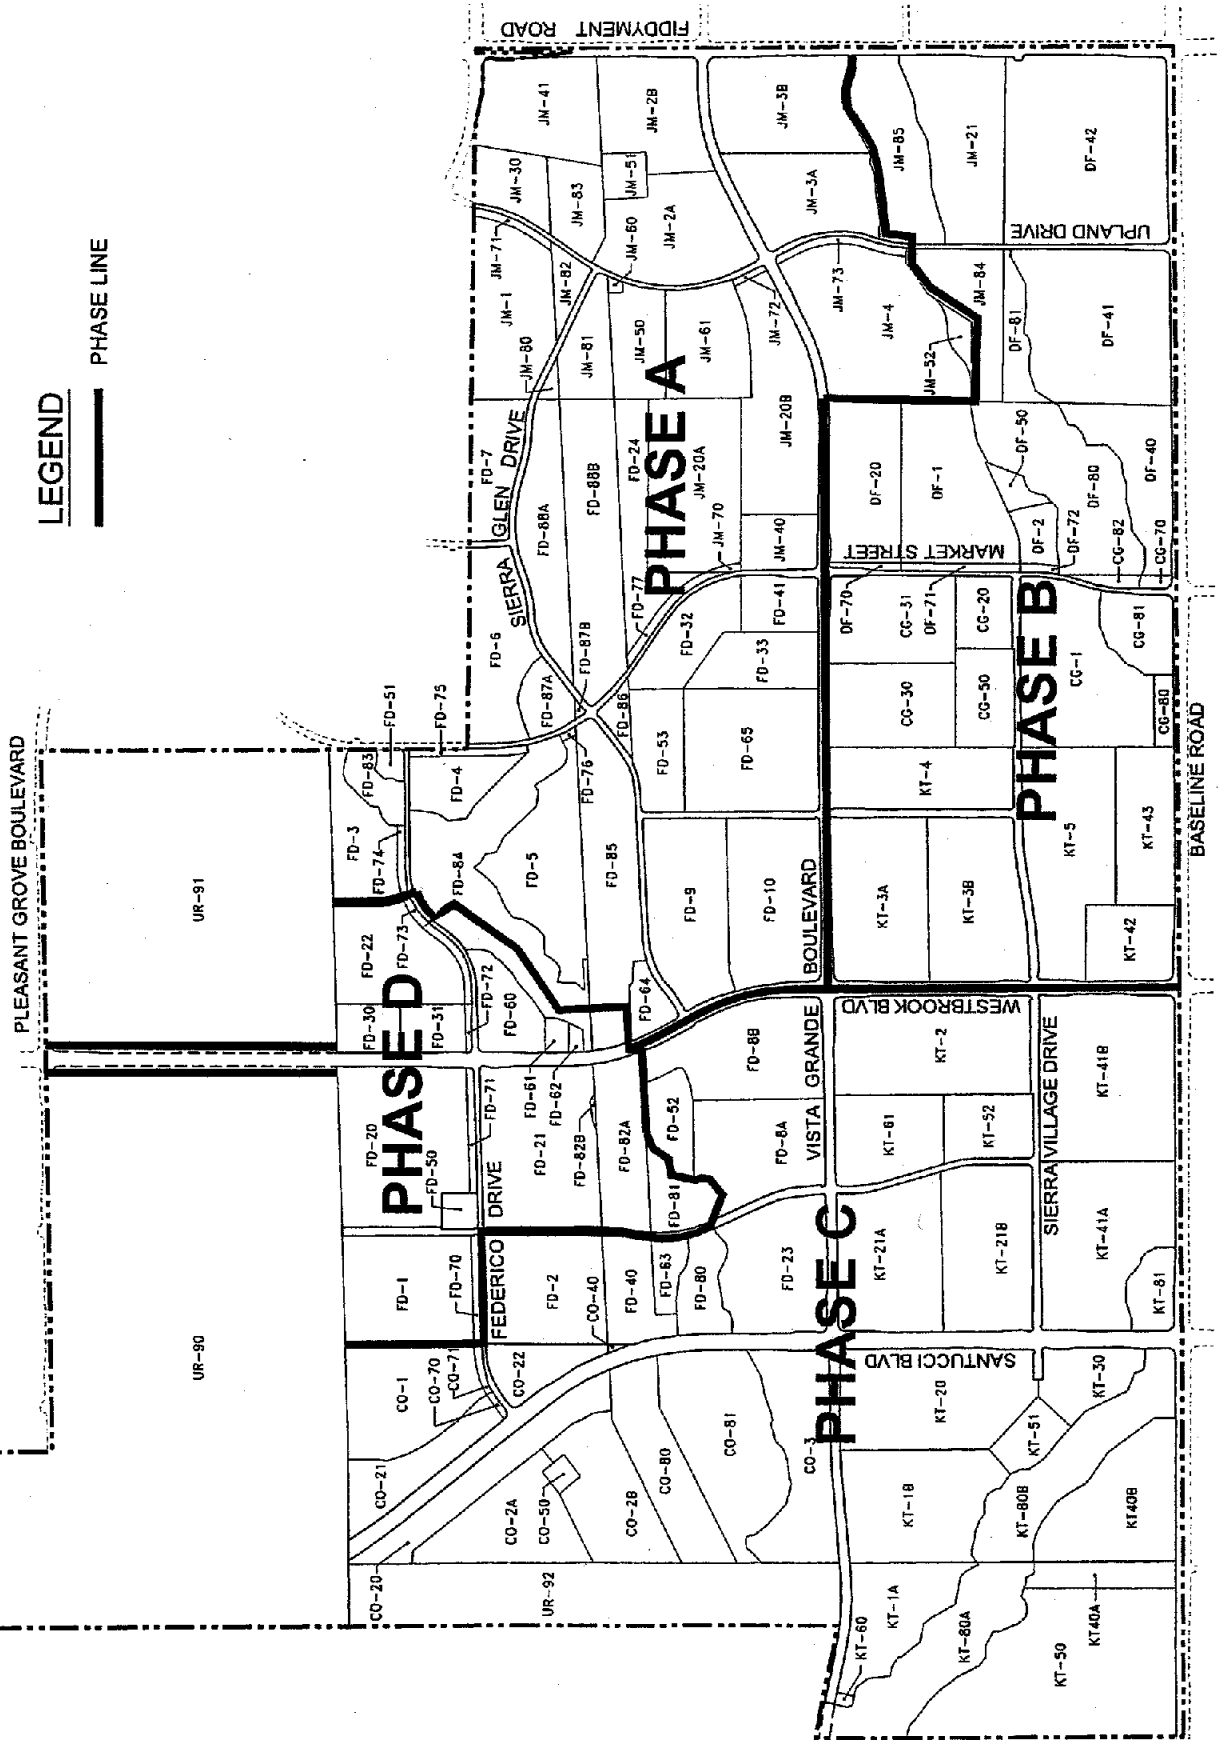 LEGEND
PHASE LINE
FIDDYMENT ROAD
PLEASANT GROVE BOULEVARD
BASELINE ROAD
UPLAND DRIVE
MARKET STREET
SIERRA GLEN DRIVE
VISTA GRANDE BOULEVARD
WESTBROOK BLVD
SIERRA VILLAGE DRIVE
SANTUCCI BLVD
FEDERICO DRIVE
PHASE A
PHASE B
PHASE C
PHASE D
JM-41
JM-2B
JM-3B
JM-85
JM-21
DF-42
JM-30
JM-83
JM-51
JM-3A
JM-71
JM-60
JM-2A
JM-1
JM-82
JM-73
JM-84
JM-80
JM-81
JM-50
JM-61
JM-72
JM-4
JM-52
DF-81
DF-41
FD-7
FD-24
JM-20A
JM-20B
DF-20
DF-1
DF-50
DF-80
DF-40
FD-88A
FD-88B
JM-70
JM-40
DF-2
DF-72
CG-82
CG-70
FD-6
FD-77
FD-32
FD-41
DF-70
CG-31
DF-71
CG-20
CG-81
FD-87B
FD-33
CG-1
FD-51
FD-75
FD-87A
FD-86
CG-30
CG-50
CG-80
FD-83
FD-4
FD-76
FD-53
FD-65
KT-4
FD-3
FD-74
FD-84
FD-5
FD-85
KT-5
KT-43
UR-91
FD-9
FD-10
KT-3A
KT-3B
KT-42
FD-22
FD-73
FD-72
FD-60
FD-64
FD-30
FD-31
FD-61
FD-62
FD-8B
KT-2
KT-41B
FD-20
FD-71
FD-21
FD-82B
FD-82A
FD-52
FD-8A
KT-61
KT-52
FD-50
FD-81
FD-1
FD-70
FD-2
CO-40
FD-40
FD-63
FD-80
FD-23
KT-21A
KT-21B
KT-41A
KT-81
UR-90
CO-1
CO-70
CO-71
CO-22
KT-20
KT-30
CO-21
CO-81
CO-3
KT-51
CO-20
CO-2A
CO-50
CO-2B
CO-80
KT-1B
KT-80B
KT40B
UR-92
KT-60
KT-1A
KT-80A
KT-50
KT40A